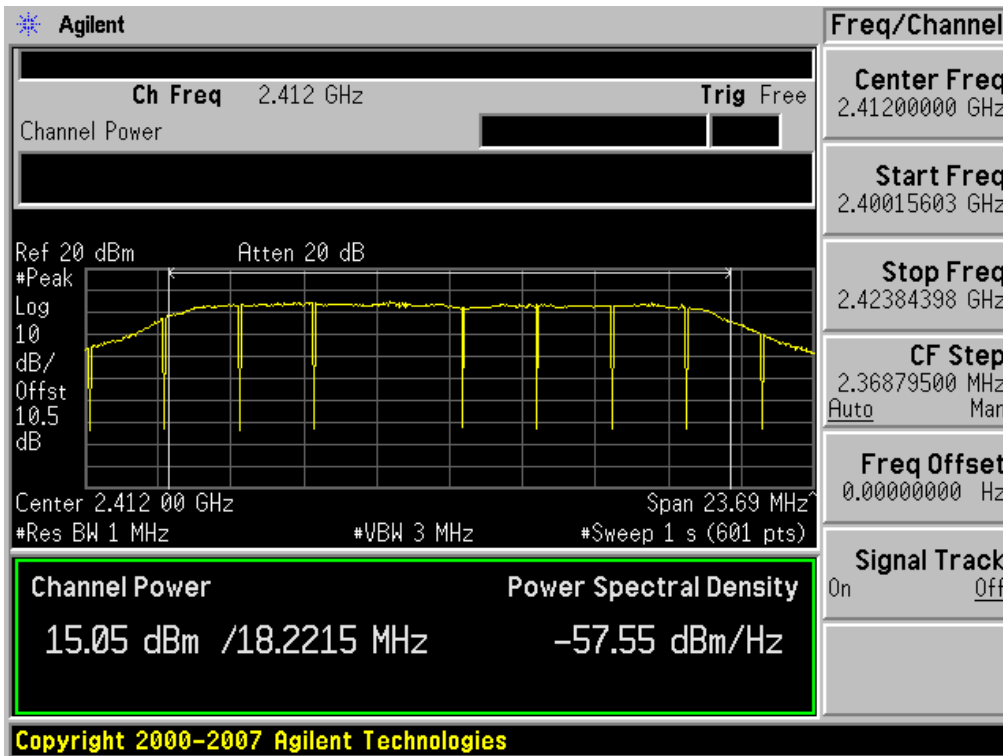 Agilent
Freq/Channel
Ch Freq 2.412 GHz Trig Free
Channel Power
Center Freq
2.41200000 GHz
Start Freq
2.40015603 GHz
Stop Freq
2.42384398 GHz
CF Step
2.36879500 MHz
Auto Man
Freq Offset
0.00000000 Hz
Signal Track
On Off
Ref 20 dBm Atten 20 dB
#Peak
Log
10
dB/
Offst
10.5
dB
Center 2.412 00 GHz Span 23.69 MHz^
#Res BW 1 MHz #VBW 3 MHz #Sweep 1 s (601 pts)
Channel Power Power Spectral Density
15.05 dBm /18.2215 MHz -57.55 dBm/Hz
Copyright 2000-2007 Agilent Technologies